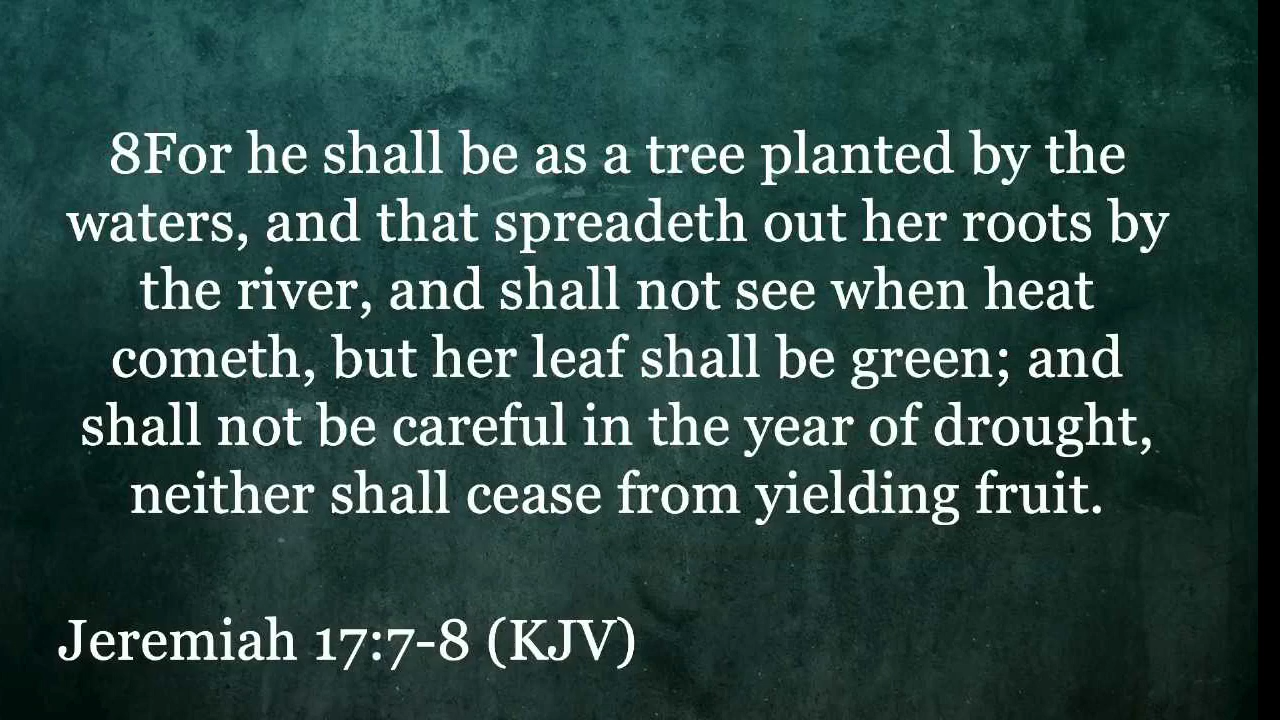 8For he shall be as a tree planted by the
waters, and that spreadeth out her roots by
the river, and shall not see when heat
cometh, but her leaf shall be green; and
shall not be careful in the year of drought,
neither shall cease from yielding fruit.
Jeremiah 17:7-8 (KJV)